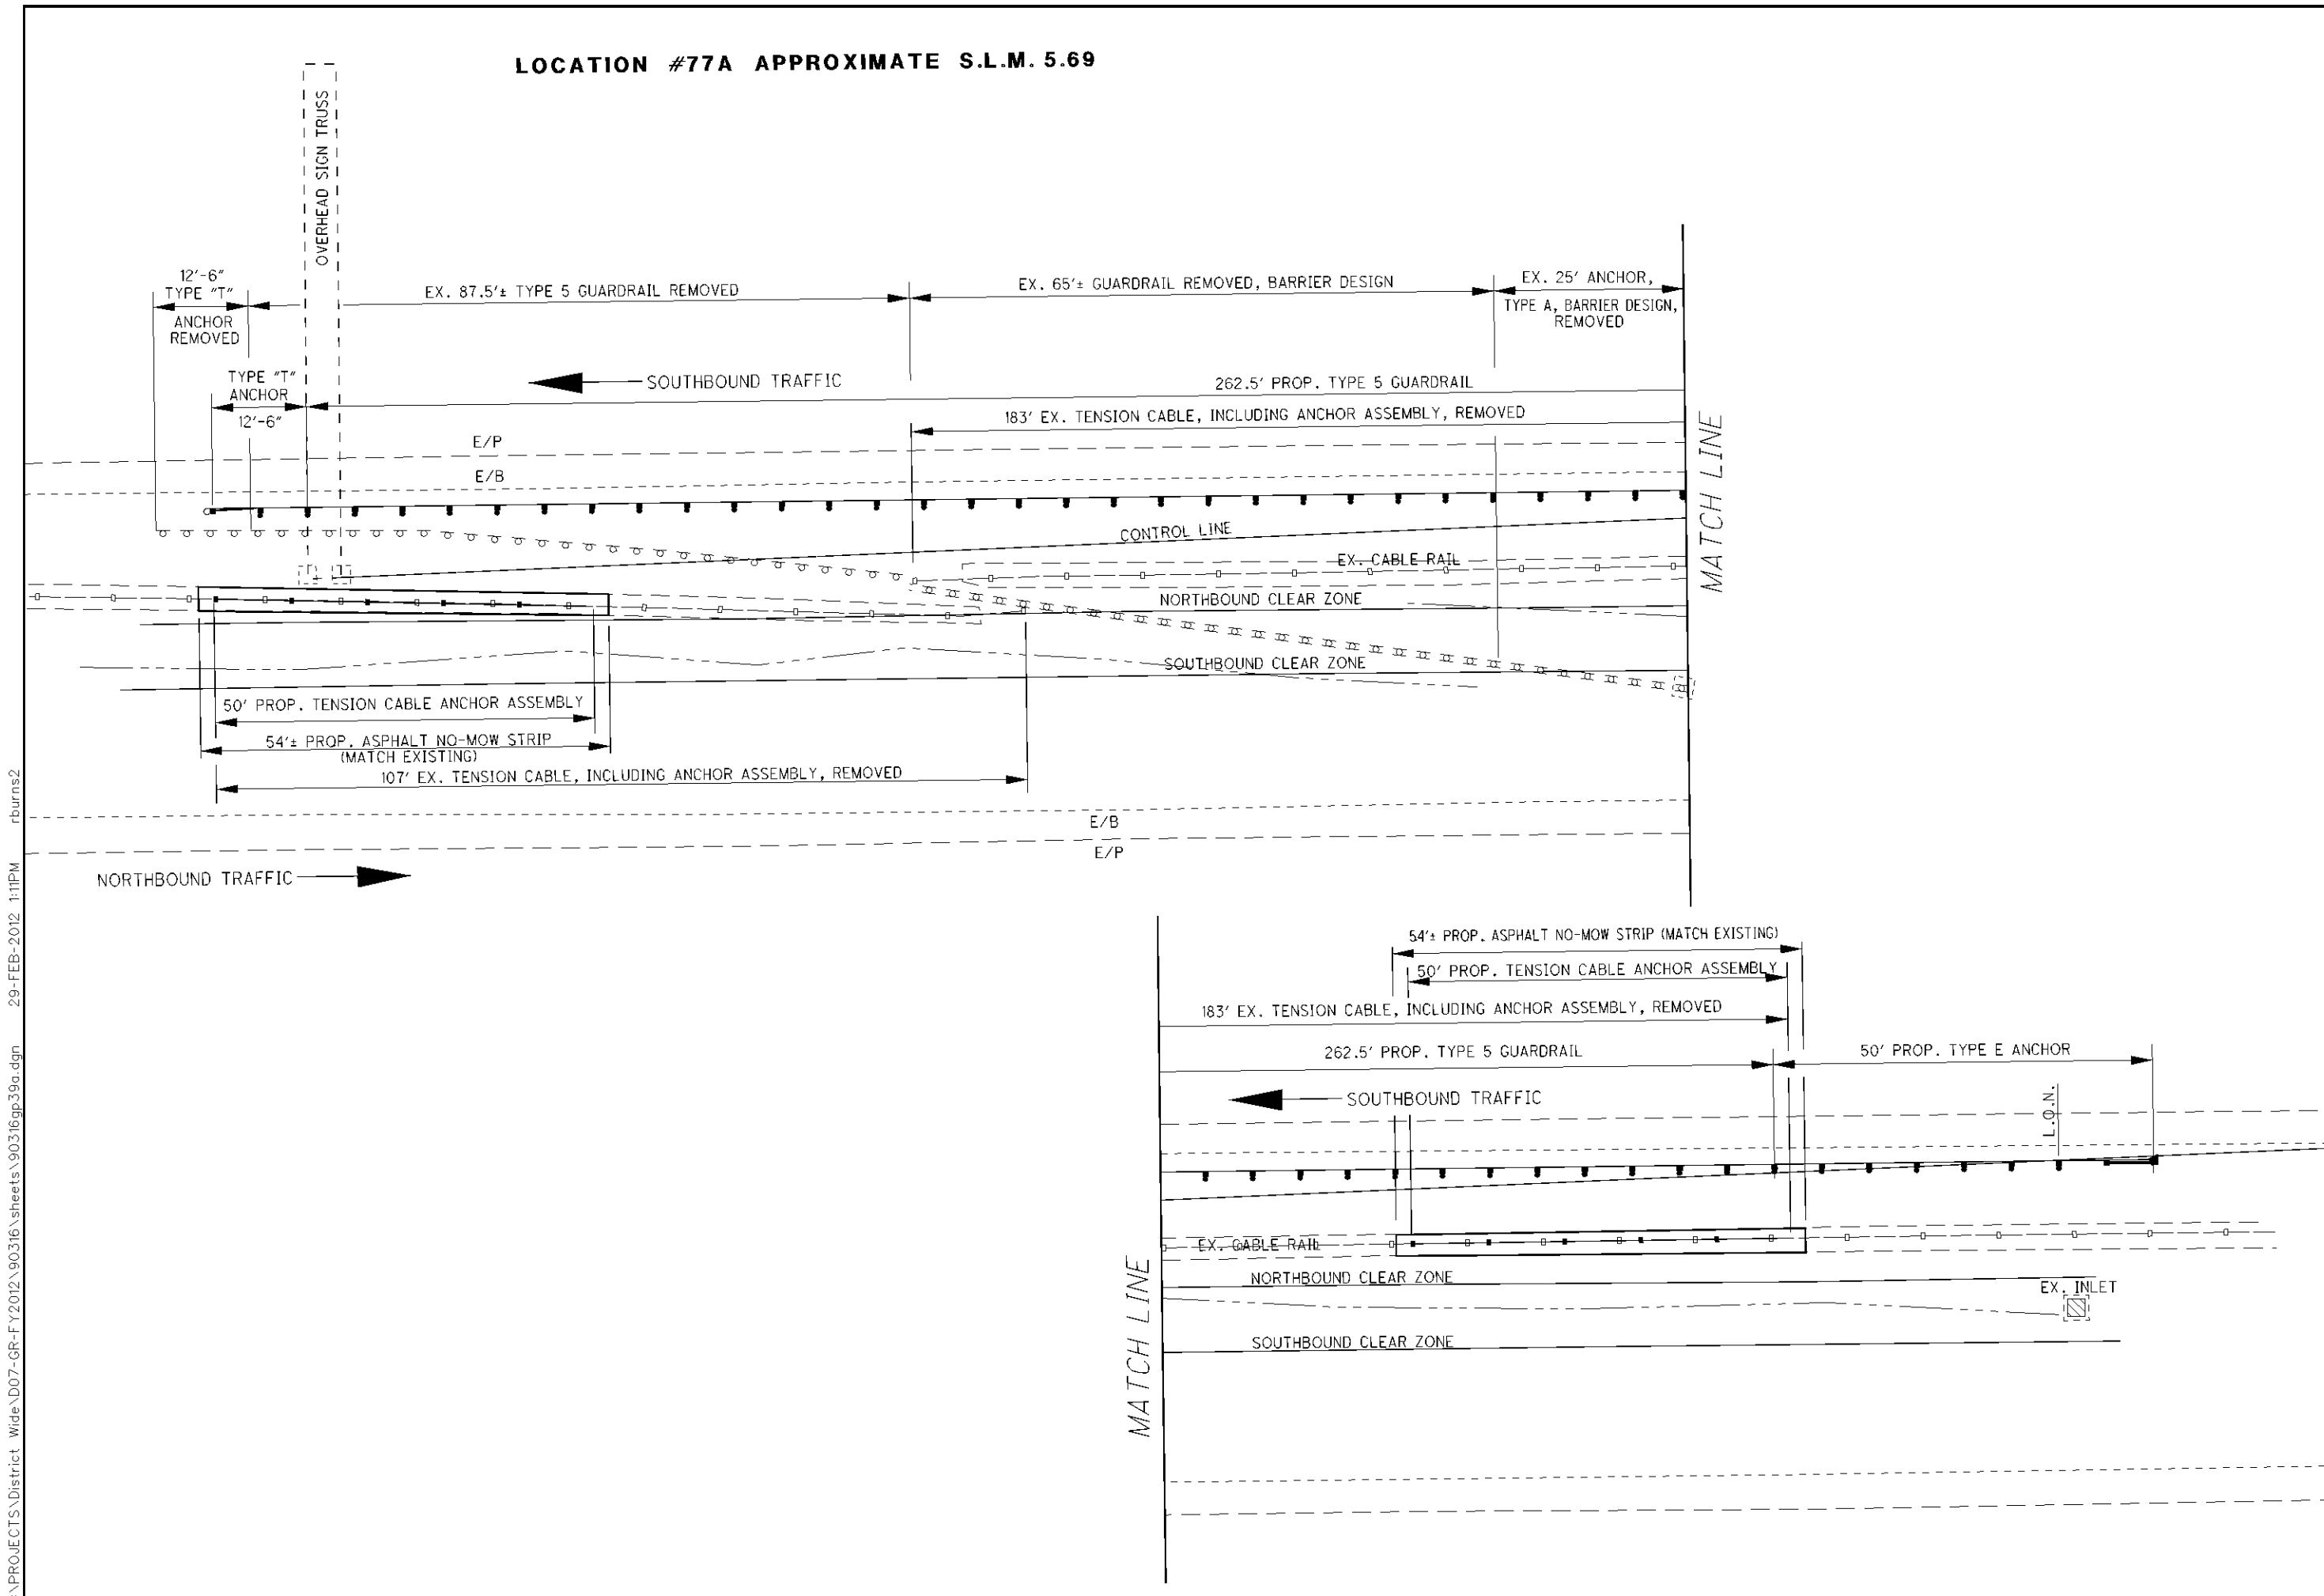 LOCATION #77A APPROXIMATE S.L.M. 5.69
OVERHEAD SIGN TRUSS
12'-6"
TYPE "T"
ANCHOR
REMOVED
EX. 87.5'± TYPE 5 GUARDRAIL REMOVED
EX. 65'± GUARDRAIL REMOVED, BARRIER DESIGN
EX. 25' ANCHOR,
TYPE A, BARRIER DESIGN,
REMOVED
TYPE "T"
ANCHOR
12'-6"
SOUTHBOUND TRAFFIC
262.5' PROP. TYPE 5 GUARDRAIL
183' EX. TENSION CABLE, INCLUDING ANCHOR ASSEMBLY, REMOVED
E/P
E/B
MATCH LINE
CONTROL LINE
EX. CABLE RAIL
NORTHBOUND CLEAR ZONE
SOUTHBOUND CLEAR ZONE
50' PROP. TENSION CABLE ANCHOR ASSEMBLY
54'± PROP. ASPHALT NO-MOW STRIP
(MATCH EXISTING)
107' EX. TENSION CABLE, INCLUDING ANCHOR ASSEMBLY, REMOVED
E/B
E/P
NORTHBOUND TRAFFIC
54'± PROP. ASPHALT NO-MOW STRIP (MATCH EXISTING)
50' PROP. TENSION CABLE ANCHOR ASSEMBLY
183' EX. TENSION CABLE, INCLUDING ANCHOR ASSEMBLY, REMOVED
262.5' PROP. TYPE 5 GUARDRAIL
50' PROP. TYPE E ANCHOR
SOUTHBOUND TRAFFIC
L.O.N.
EX. CABLE RAIL
NORTHBOUND CLEAR ZONE
EX. INLET
SOUTHBOUND CLEAR ZONE
MATCH LINE
\PROJECTS\District Wide\D07-GR-FY2012\90316\sheets\90316gp39a.dgn 29-FEB-2012 1:11PM rburns2